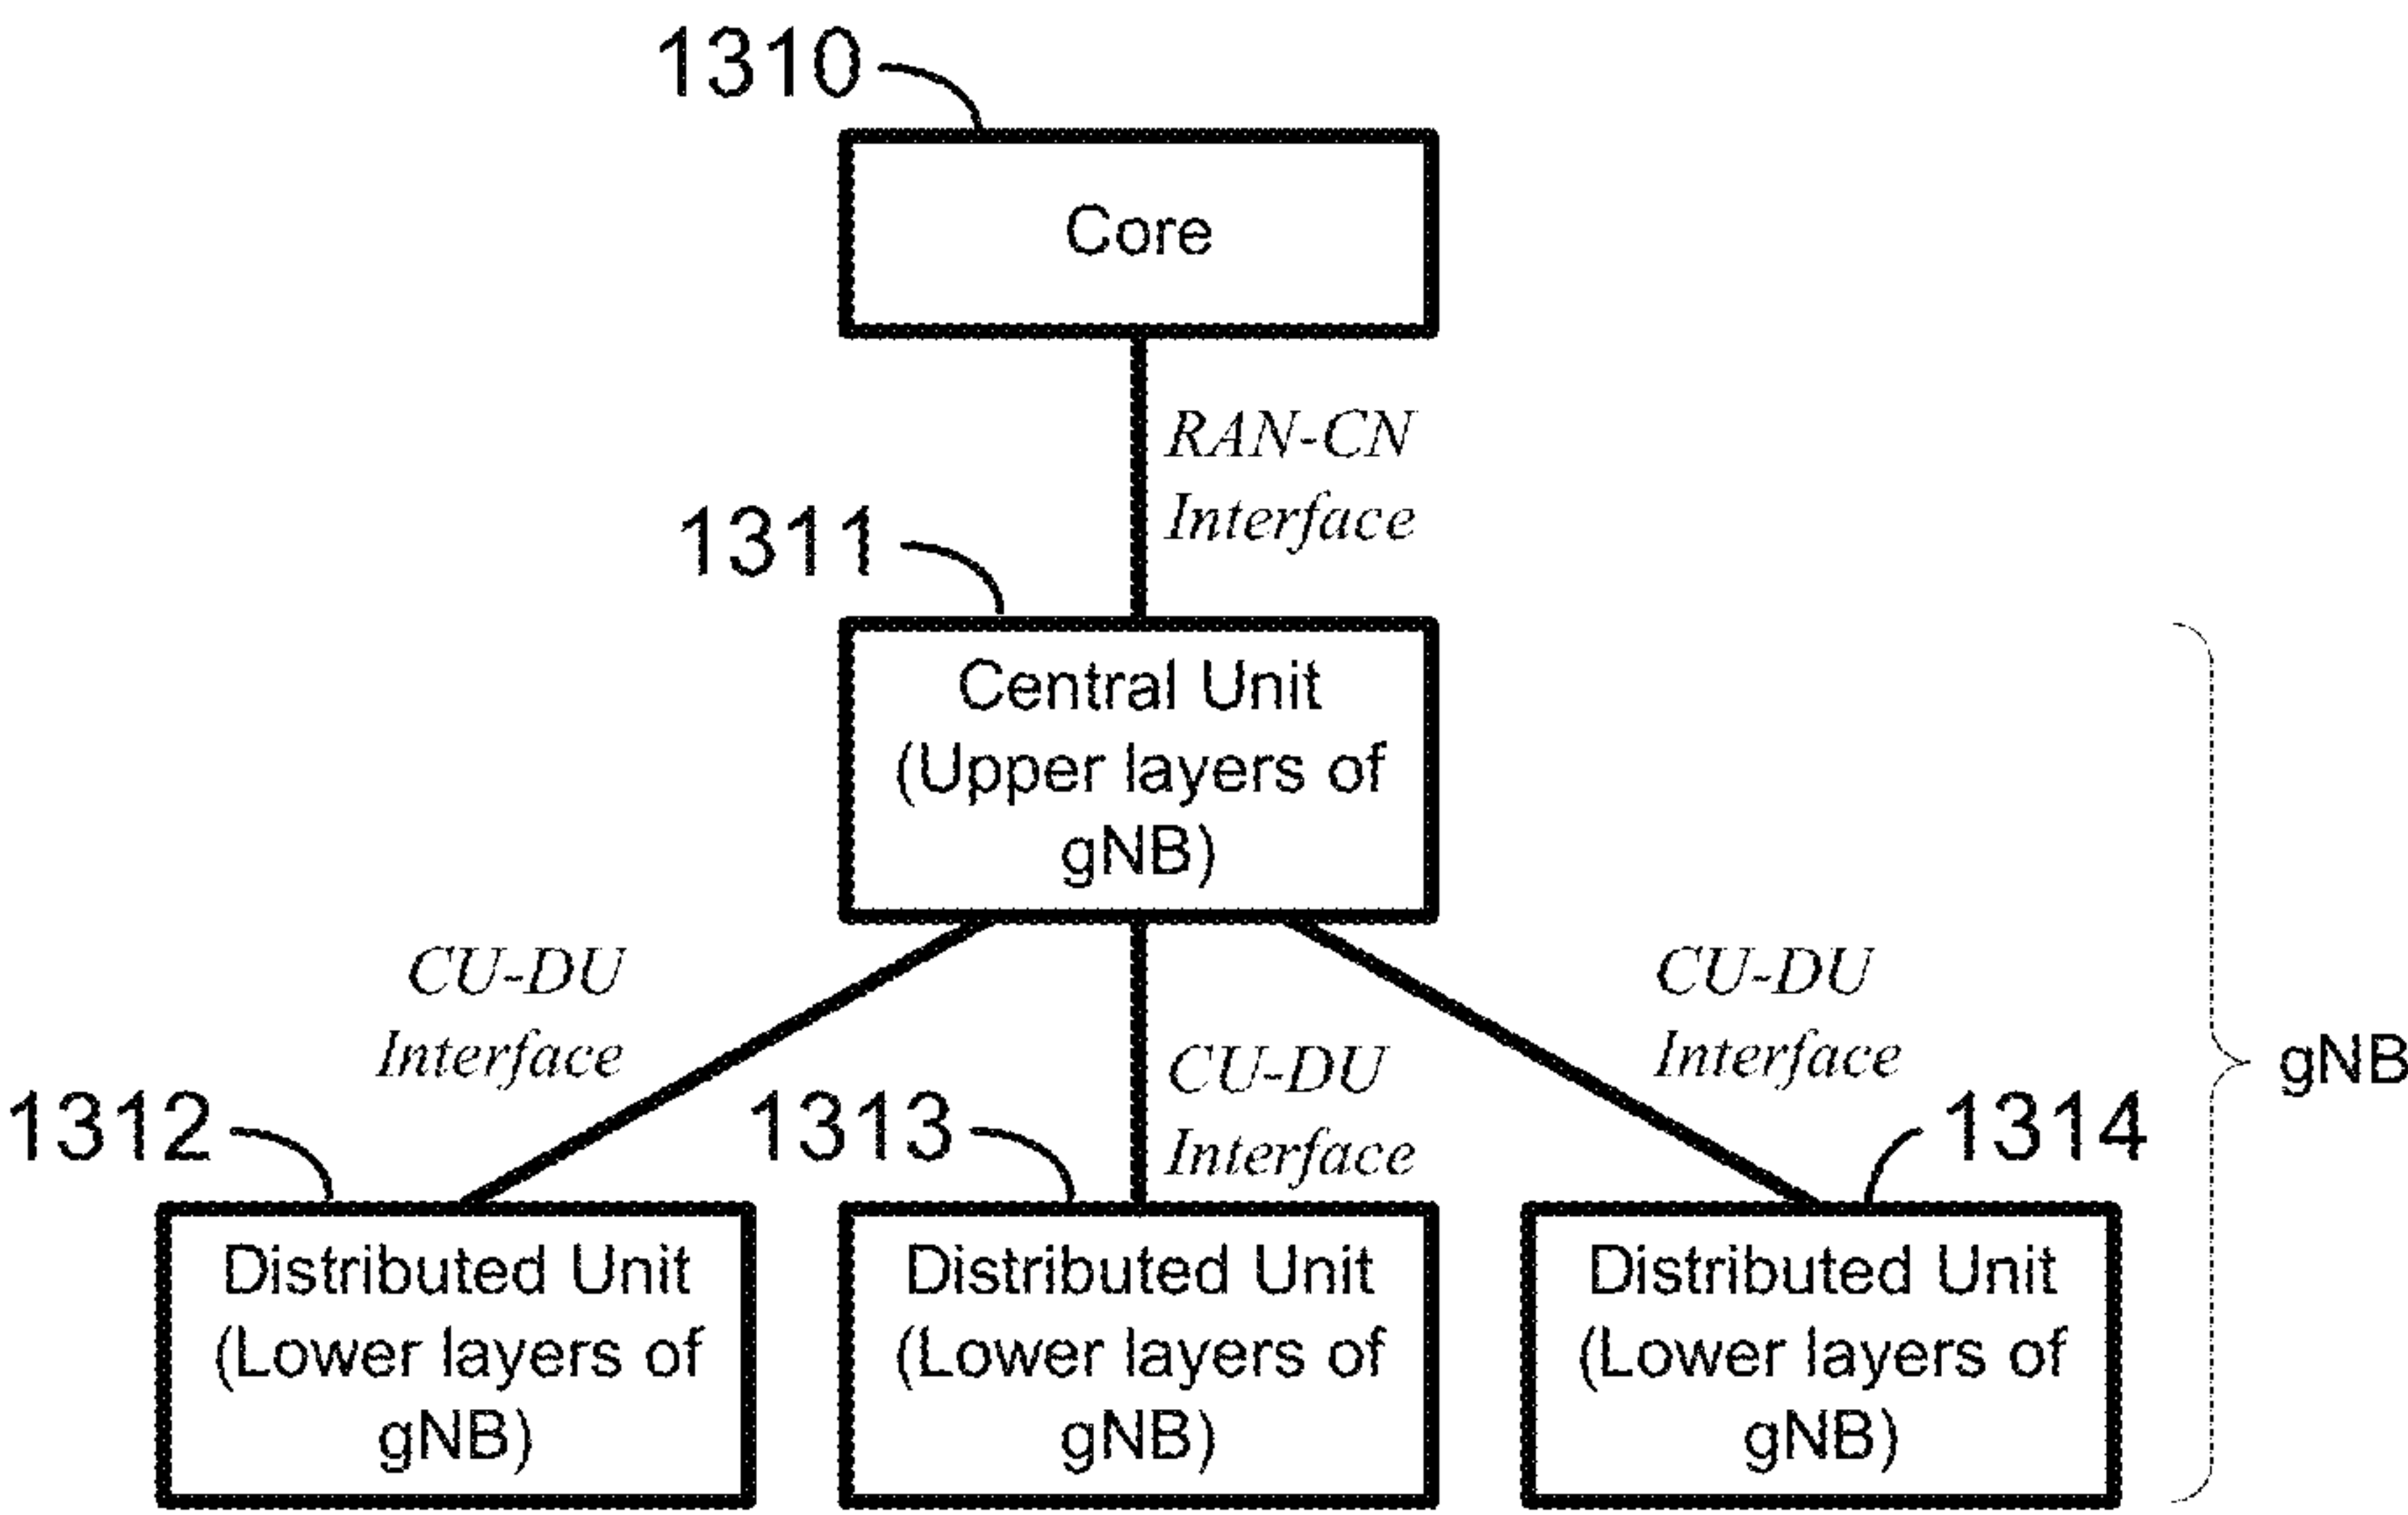 1310
Core
RAN-CN
Interface
1311
Central Unit
(Upper layers of
gNB)
CU-DU
Interface
CU-DU
Interface
CU-DU
Interface
gNB
1312
1313
1314
Distributed Unit
(Lower layers of
gNB)
Distributed Unit
(Lower layers of
gNB)
Distributed Unit
(Lower layers of
gNB)